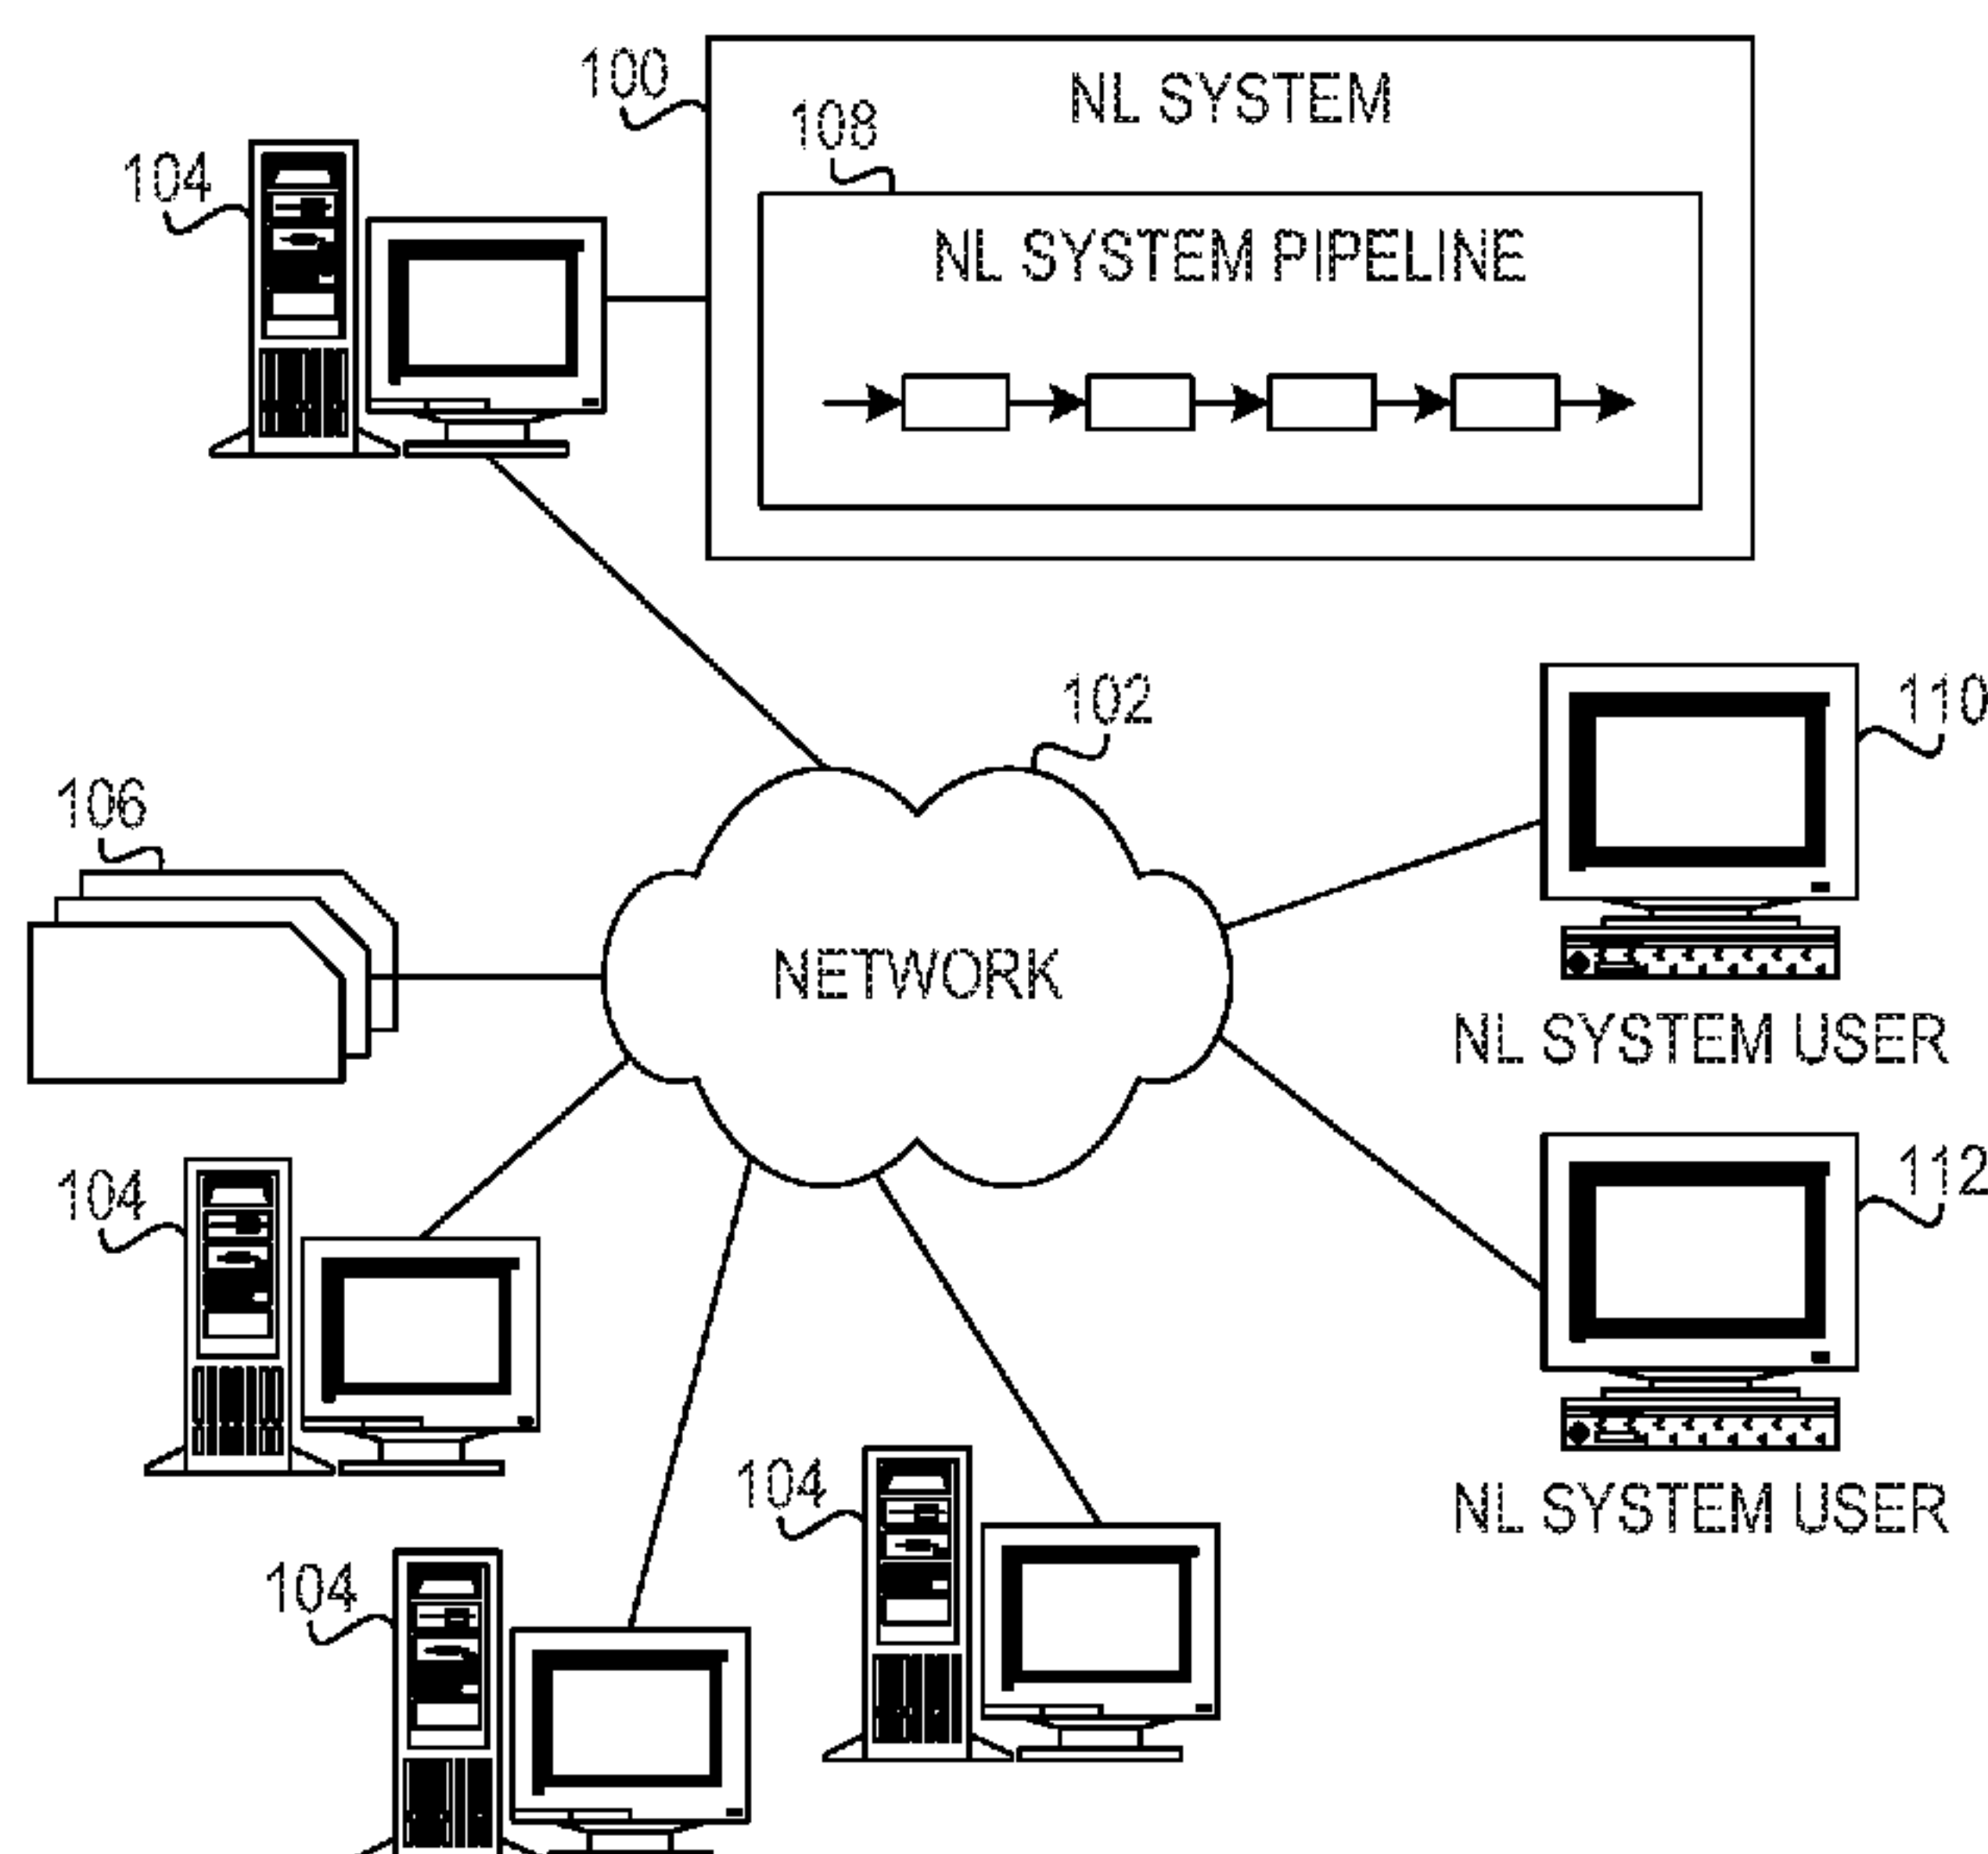 100
NL SYSTEM
108
104
NL SYSTEM PIPELINE
102
110
106
NETWORK
NL SYSTEM USER
104
112
104
NL SYSTEM USER
104